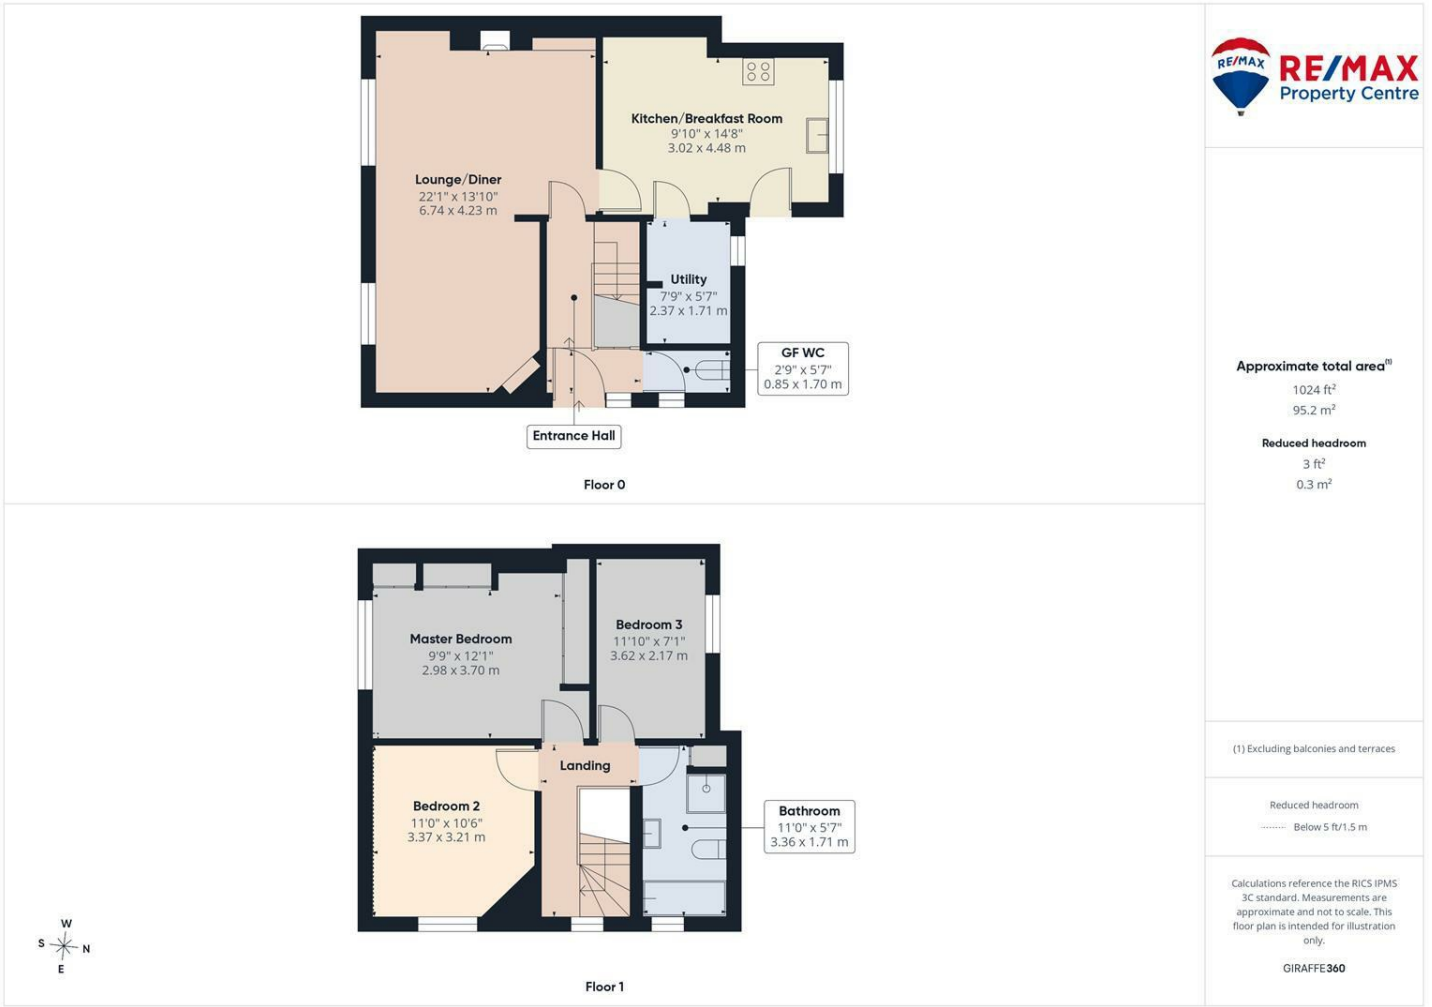 Lounge/Diner
22'1" x 13'10"
6.74 x 4.23 m
Kitchen/Breakfast Room
9'10" x 14'8"
3.02 x 4.48 m
Utility
7'9" x 5'7"
2.37 x 1.71 m
GF WC
2'9" x 5'7"
0.85 x 1.70 m
Entrance Hall
Floor 0
Master Bedroom
9'9" x 12'1"
2.98 x 3.70 m
Bedroom 3
11'10" x 7'1"
3.62 x 2.17 m
Landing
Bedroom 2
11'0" x 10'6"
3.37 x 3.21 m
Bathroom
11'0" x 5'7"
3.36 x 1.71 m
W
S N
E
Floor 1
RE/MAX
RE/MAX
Property Centre
Approximate total area(1)
1024 ft²
95.2 m²
Reduced headroom
3 ft²
0.3 m²
(1) Excluding balconies and terraces
Reduced headroom
Below 5 ft/1.5 m
Calculations reference the RICS IPMS
3C standard. Measurements are
approximate and not to scale. This
floor plan is intended for illustration
only.
GIRAFFE360